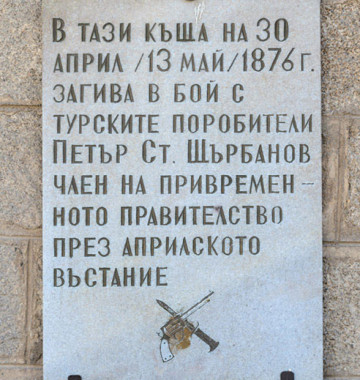 В ТАЗИ КЪЩА НА 30
АПРИЛ /13 МАЙ/1876 Г.
ЗАГИВА В БОЙ С
ТУРСКИТЕ ПОРОБИТЕЛИ
ПЕТЪР СТ. ЩЪРБАНОВ
ЧЛЕН НА ПРИВРЕМЕН-
НОТО ПРАВИТЕЛСТВО
ПРЕЗ АПРИЛСКОТО
ВЪСТАНИЕ